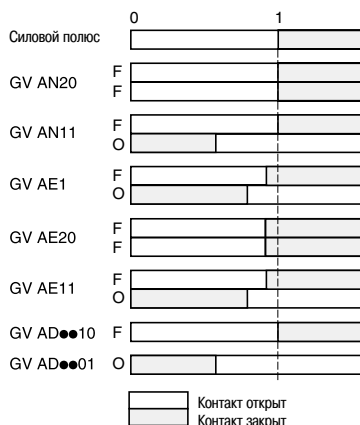 0 1
Силовой полюс
GV AN20 F
F
GV AN11 F
O
GV AE1 F
O
GV AE20 F
F
GV AE11 F
O
GV AD●●10 F
GV AD●●01 O
Контакт открыт
Контакт закрыт